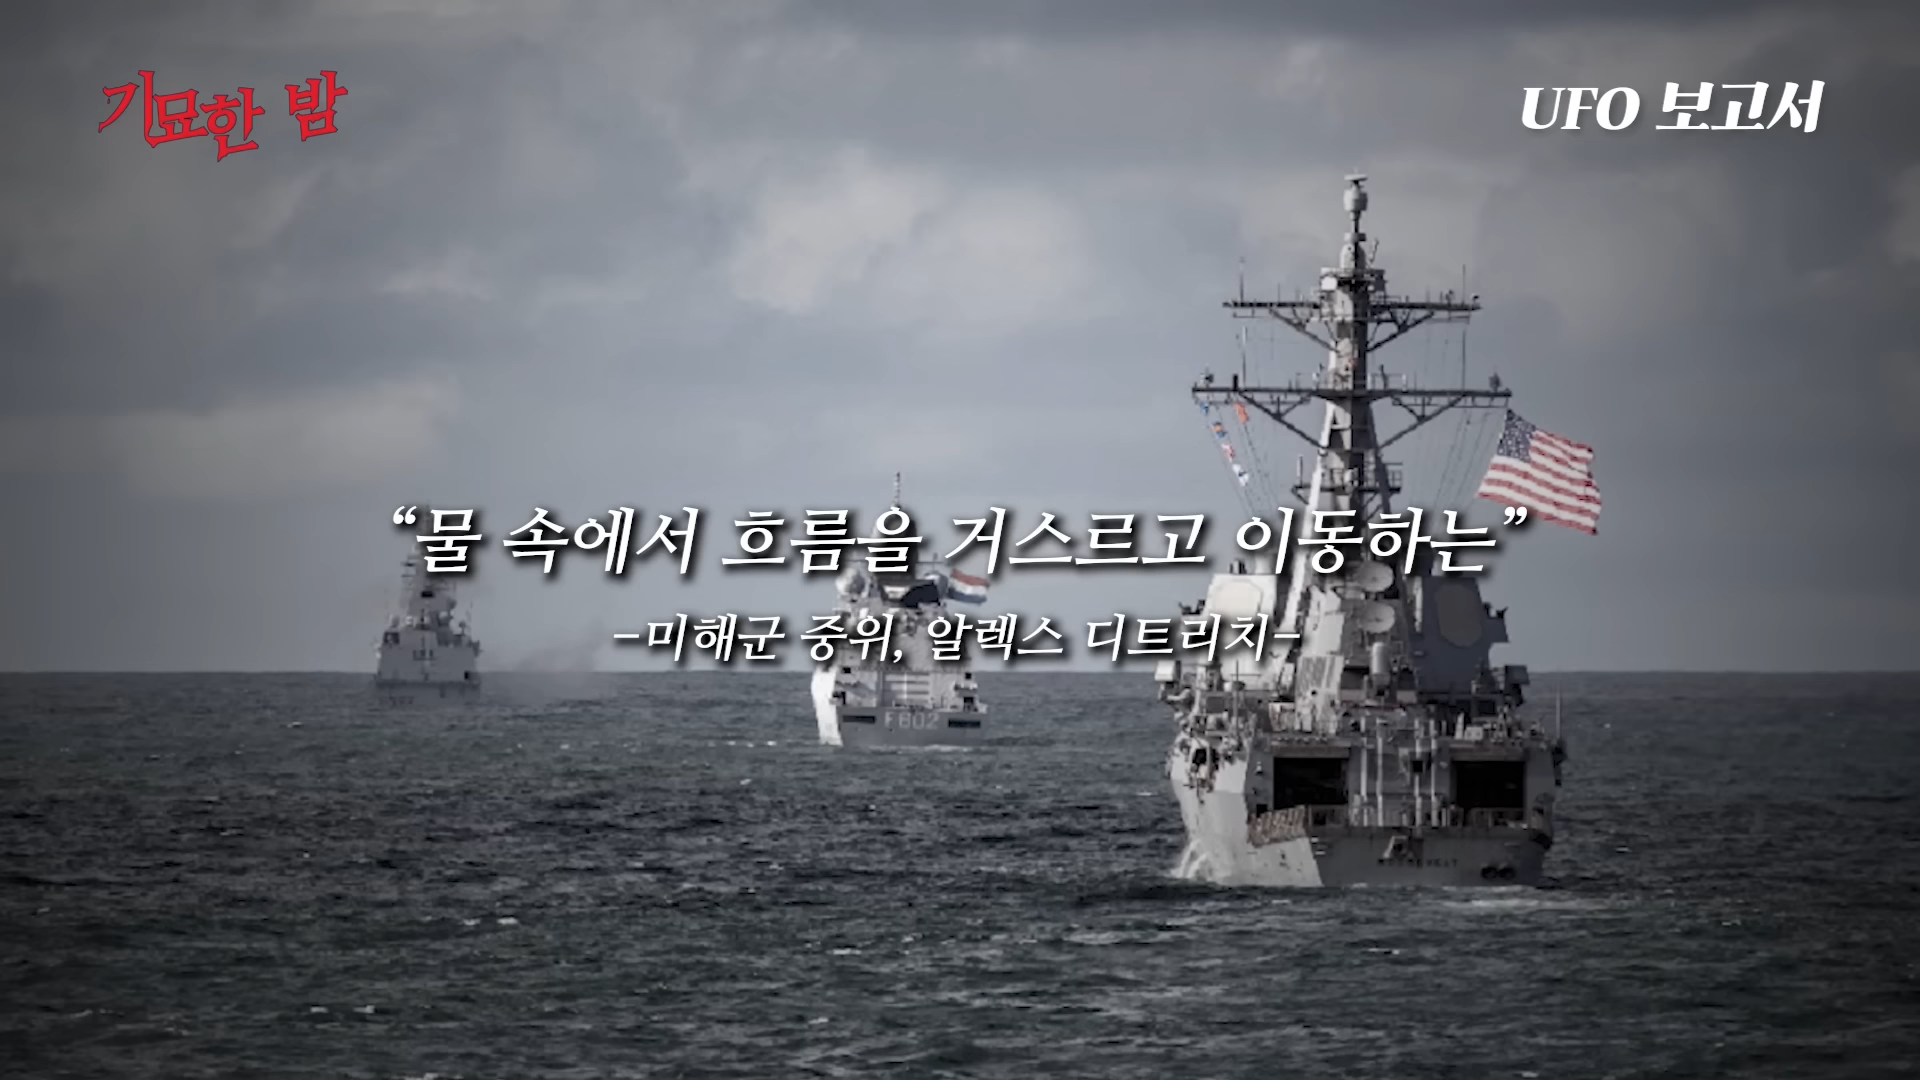 기묘한 밤
UFO 보고서
“물 속에서 흐름을 거스르고 이동하는”
-미해군 중위, 알렉스 디트리치-
F802
ROOSEVELT